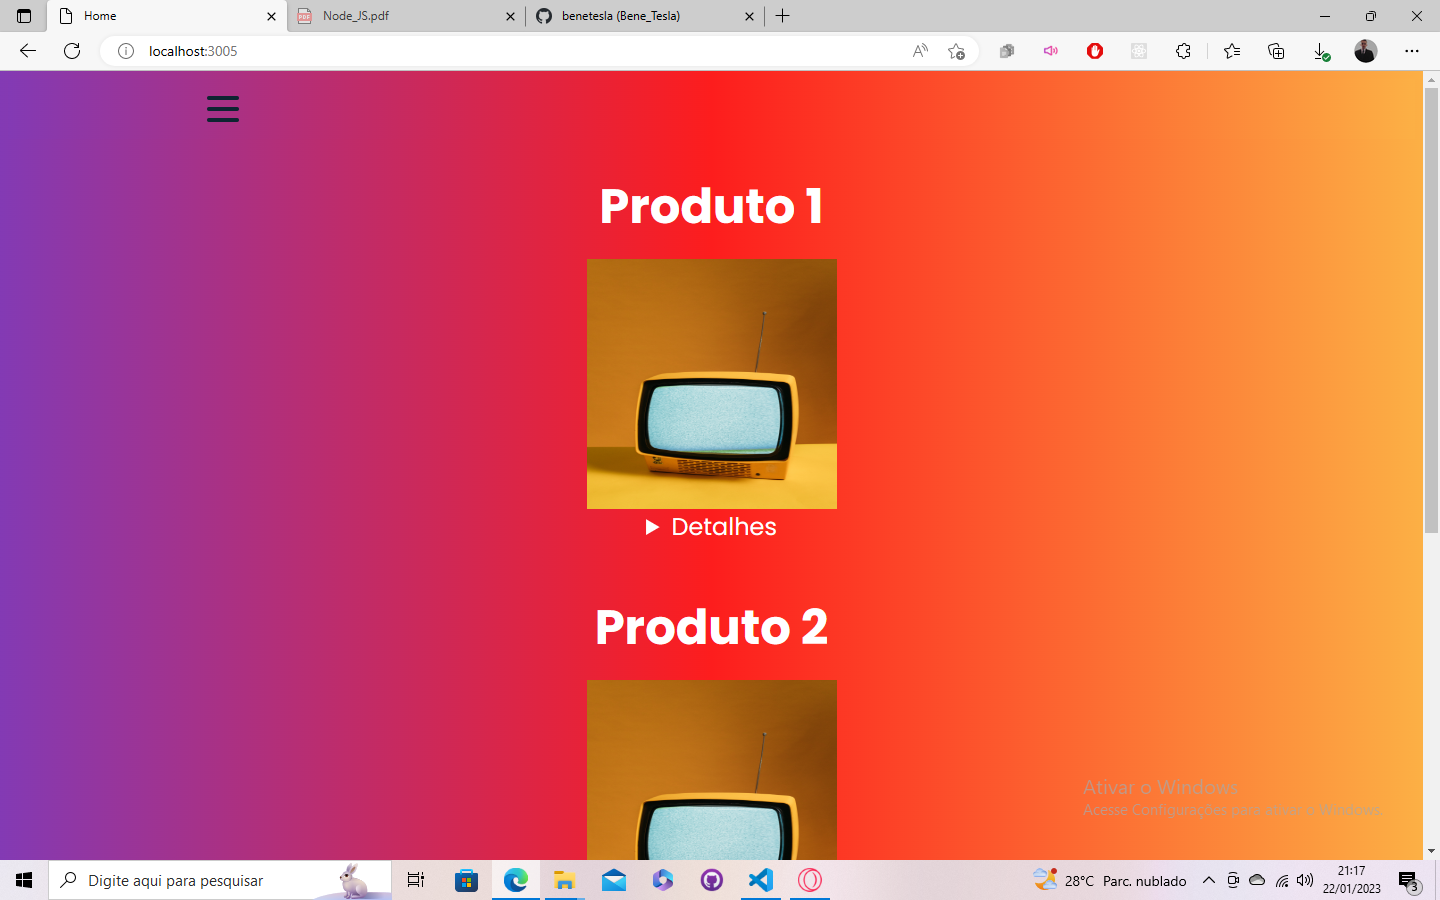 Home
Node_JS.pdf
benetesla (Bene_Tesla)
localhost:3005
Produto 1
Detalhes
Produto 2
Ativar o Windows
Acesse Configurações para ativar o Windows.
Digite aqui para pesquisar
28°C Parc. nublado
21:17
22/01/2023
3